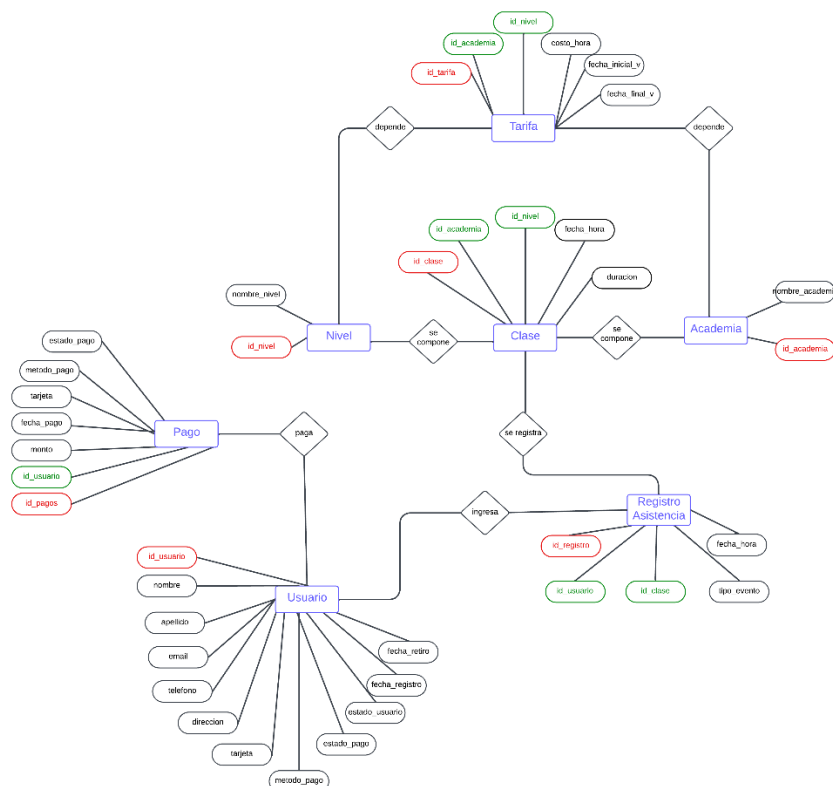 id_nivel
id_academia
costo_hora
fecha_inicial_v
id_tarifa
fecha_final_v
depende
Tarifa
depende
id_nivel
id_academia
fecha_hora
id_clase
duracion
nombre_nivel
nombre_academi
Nivel
se
compone
Clase
se
compone
Academia
id_nivel
id_academia
estado_pago
metodo_pago
tarjeta
fecha_pago
monto
id_usuario
id_pagos
Pago
paga
se registra
ingresa
Registro
Asistencia
id_registro
fecha_hora
id_usuario
id_clase
tipo_evento
id_usuario
nombre
Usuario
apellido
email
telefono
direccion
tarjeta
metodo_pago
estado_pago
estado_usuario
fecha_registro
fecha_retiro